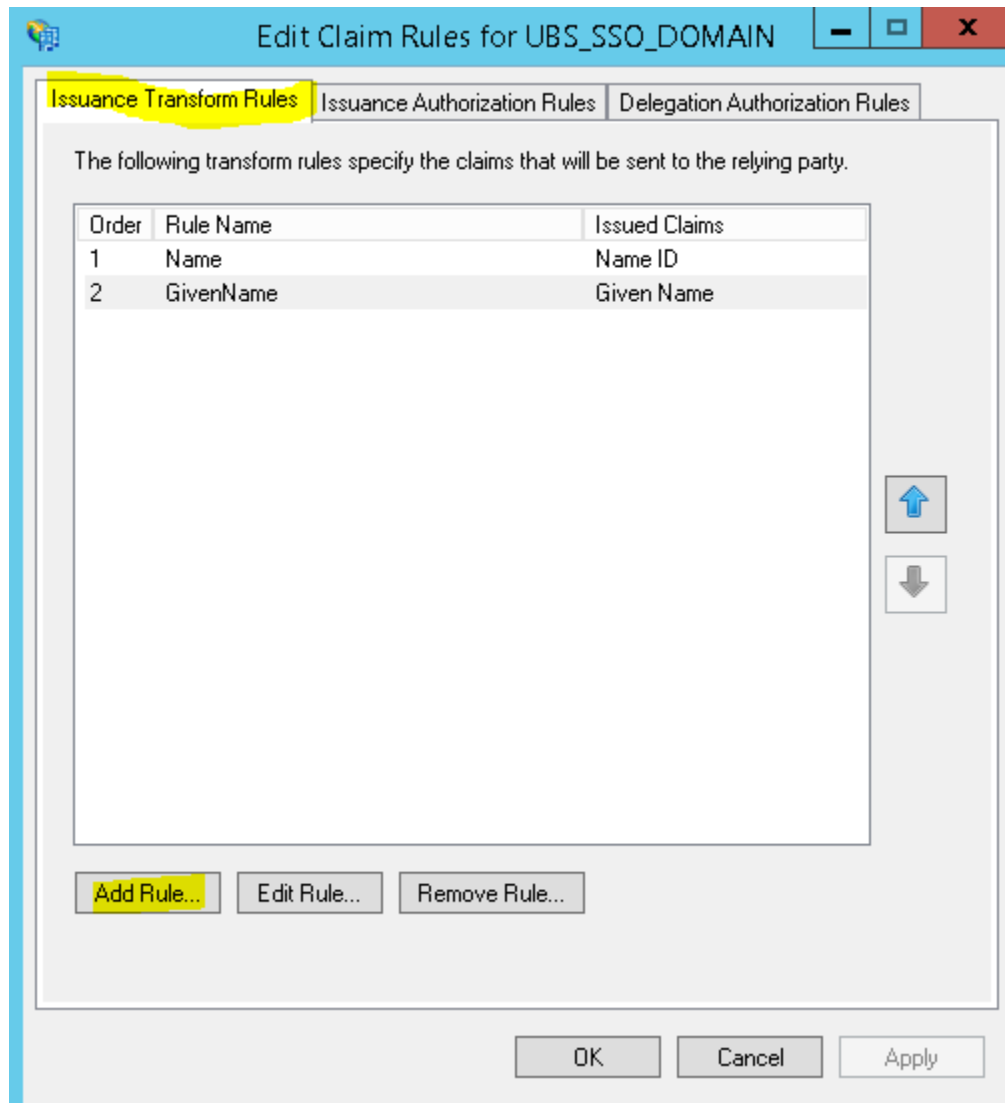 Edit Claim Rules for UBS_SSO_DOMAIN
Issuance Transform Rules Issuance Authorization Rules Delegation Authorization Rules
The following transform rules specify the claims that will be sent to the relying party.
Order Rule Name Issued Claims
1 Name Name ID
2 GivenName Given Name
Add Rule... Edit Rule... Remove Rule...
OK Cancel Apply